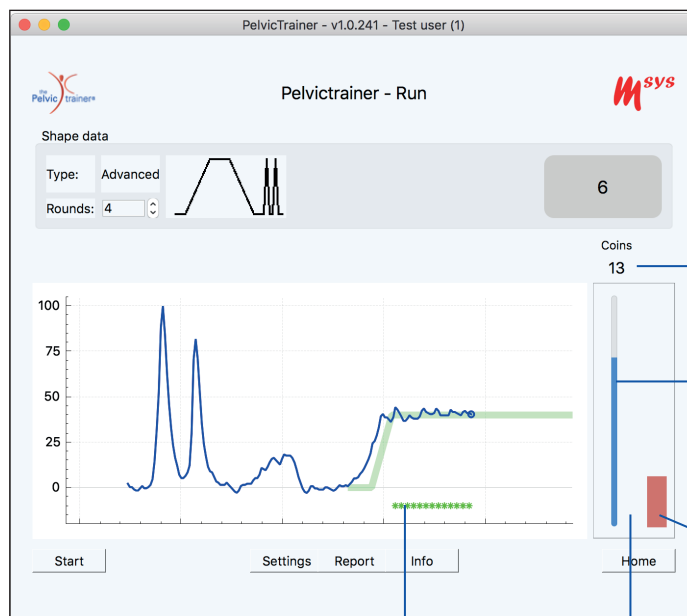 PelvicTrainer - v1.0.241 - Test user (1)
the
Pelvic trainer®
Pelvictrainer - Run
Msys
Shape data
Type: Advanced
Rounds: 4
6
Coins
13
100
75
50
25
0
Start Settings Report Info Home